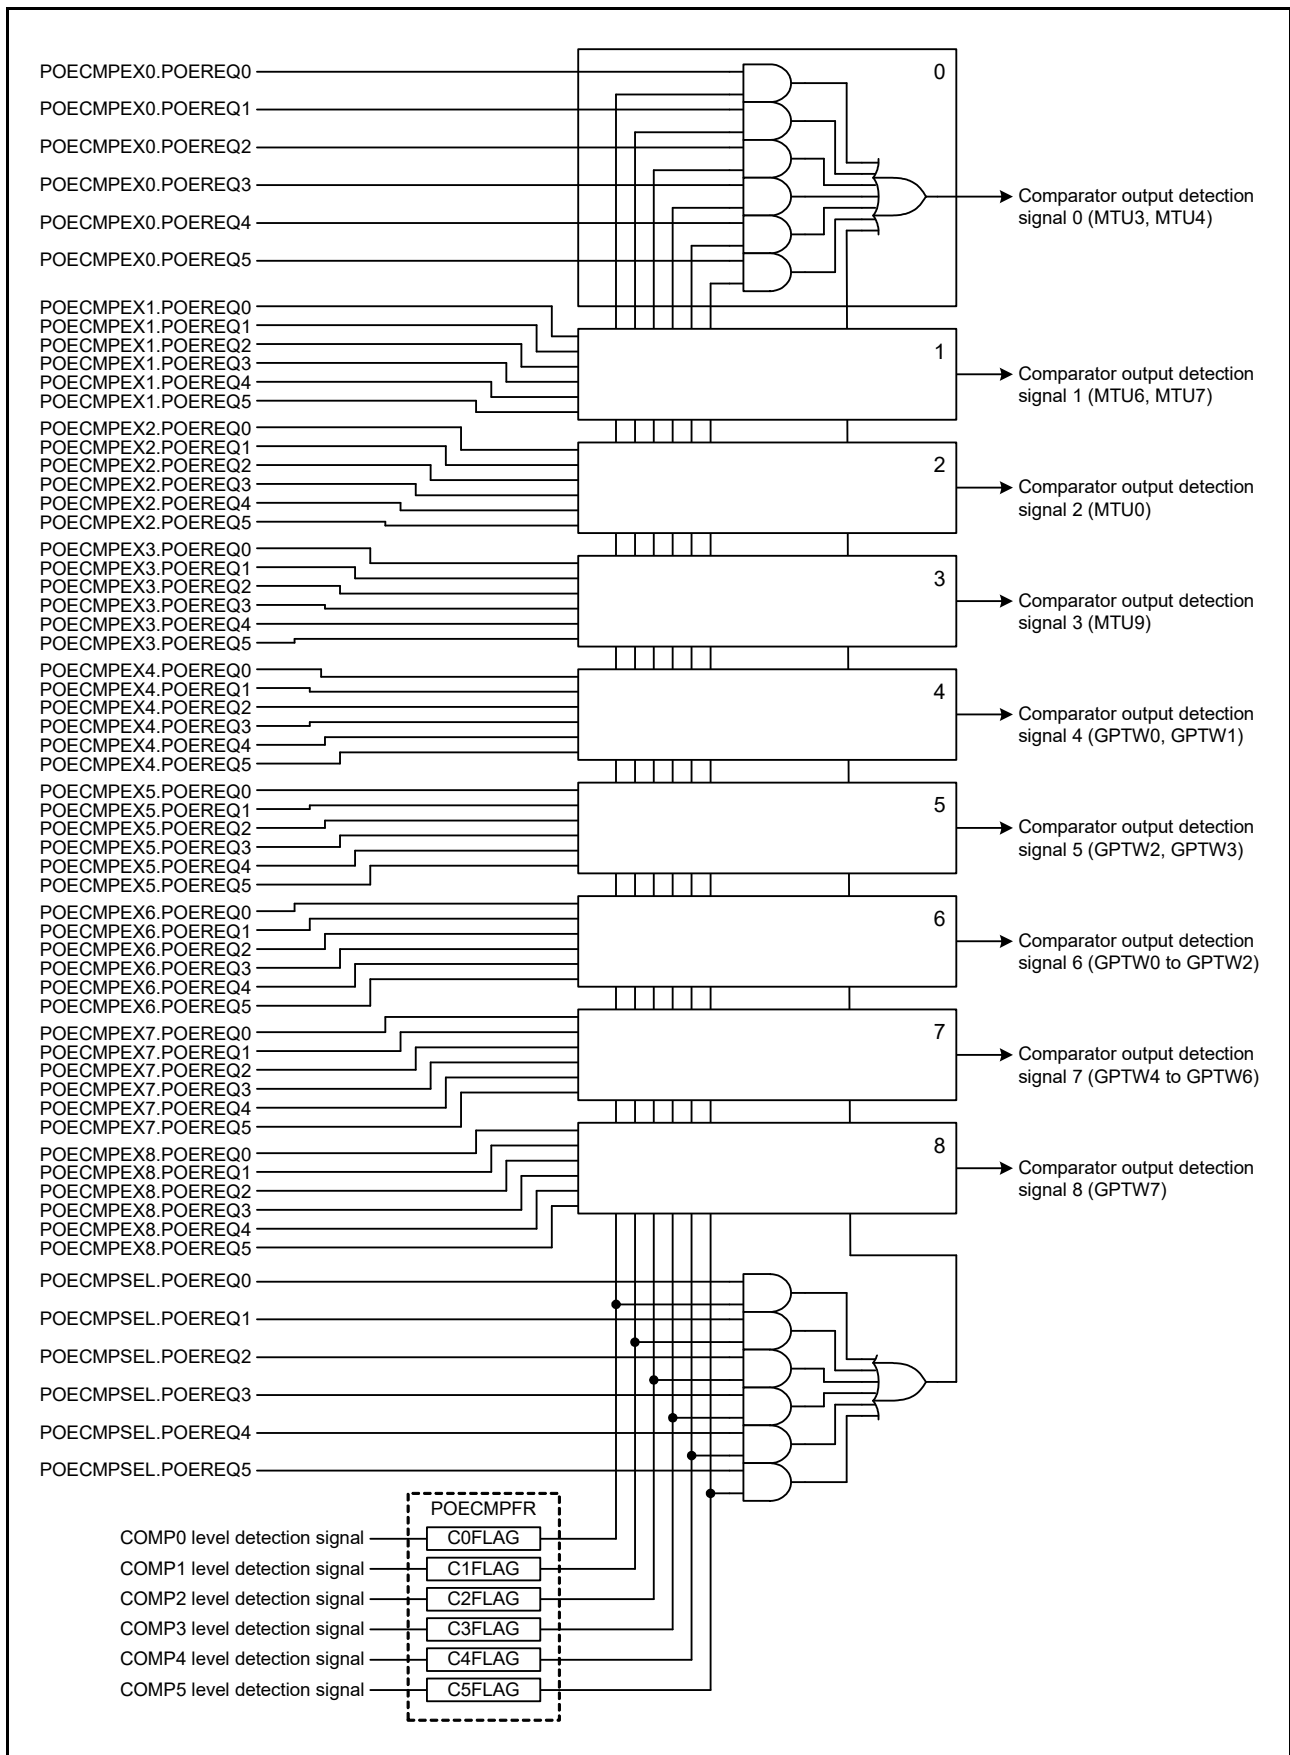 POECMPEX0.POEREQ0
POECMPEX0.POEREQ1
POECMPEX0.POEREQ2
POECMPEX0.POEREQ3
POECMPEX0.POEREQ4
POECMPEX0.POEREQ5
0
Comparator output detection
signal 0 (MTU3, MTU4)
POECMPEX1.POEREQ0
POECMPEX1.POEREQ1
POECMPEX1.POEREQ2
POECMPEX1.POEREQ3
POECMPEX1.POEREQ4
POECMPEX1.POEREQ5
1
Comparator output detection
signal 1 (MTU6, MTU7)
POECMPEX2.POEREQ0
POECMPEX2.POEREQ1
POECMPEX2.POEREQ2
POECMPEX2.POEREQ3
POECMPEX2.POEREQ4
POECMPEX2.POEREQ5
2
Comparator output detection
signal 2 (MTU0)
POECMPEX3.POEREQ0
POECMPEX3.POEREQ1
POECMPEX3.POEREQ2
POECMPEX3.POEREQ3
POECMPEX3.POEREQ4
POECMPEX3.POEREQ5
3
Comparator output detection
signal 3 (MTU9)
POECMPEX4.POEREQ0
POECMPEX4.POEREQ1
POECMPEX4.POEREQ2
POECMPEX4.POEREQ3
POECMPEX4.POEREQ4
POECMPEX4.POEREQ5
4
Comparator output detection
signal 4 (GPTW0, GPTW1)
POECMPEX5.POEREQ0
POECMPEX5.POEREQ1
POECMPEX5.POEREQ2
POECMPEX5.POEREQ3
POECMPEX5.POEREQ4
POECMPEX5.POEREQ5
5
Comparator output detection
signal 5 (GPTW2, GPTW3)
POECMPEX6.POEREQ0
POECMPEX6.POEREQ1
POECMPEX6.POEREQ2
POECMPEX6.POEREQ3
POECMPEX6.POEREQ4
POECMPEX6.POEREQ5
6
Comparator output detection
signal 6 (GPTW0 to GPTW2)
POECMPEX7.POEREQ0
POECMPEX7.POEREQ1
POECMPEX7.POEREQ2
POECMPEX7.POEREQ3
POECMPEX7.POEREQ4
POECMPEX7.POEREQ5
7
Comparator output detection
signal 7 (GPTW4 to GPTW6)
POECMPEX8.POEREQ0
POECMPEX8.POEREQ1
POECMPEX8.POEREQ2
POECMPEX8.POEREQ3
POECMPEX8.POEREQ4
POECMPEX8.POEREQ5
8
Comparator output detection
signal 8 (GPTW7)
POECMPSEL.POEREQ0
POECMPSEL.POEREQ1
POECMPSEL.POEREQ2
POECMPSEL.POEREQ3
POECMPSEL.POEREQ4
POECMPSEL.POEREQ5
POECMPFR
COMP0 level detection signal
C0FLAG
COMP1 level detection signal
C1FLAG
COMP2 level detection signal
C2FLAG
COMP3 level detection signal
C3FLAG
COMP4 level detection signal
C4FLAG
COMP5 level detection signal
C5FLAG